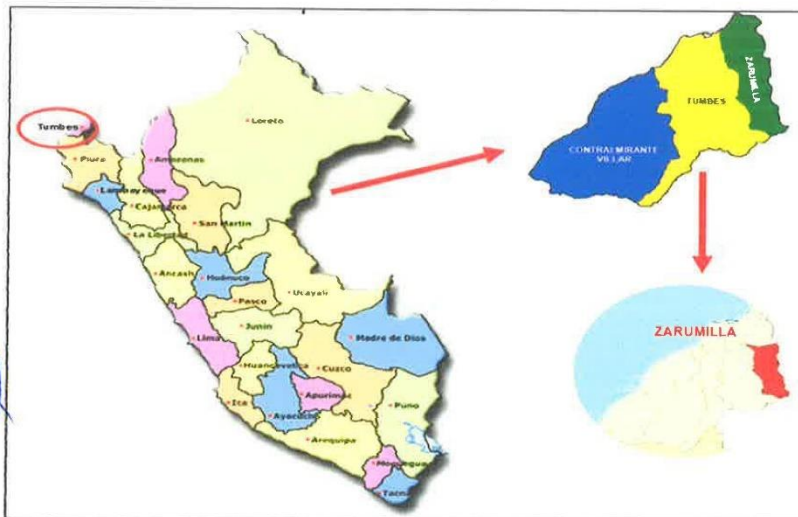 Tumbes
Loreto
Piura
Amazonas
Lambayeque
Cajamarca
San Martin
La Libertad
Ancash
Huánuco
Ucayali
Pasco
Junin
Lima
Madre de Dios
Huancavelica
Cuzco
Ica
Apurimac
Ayacucho
Puno
Arequipa
Moquegua
Tacna
CONTRALMIRANTE
VILLAR
TUMBES
ZARUMILLA
ZARUMILLA